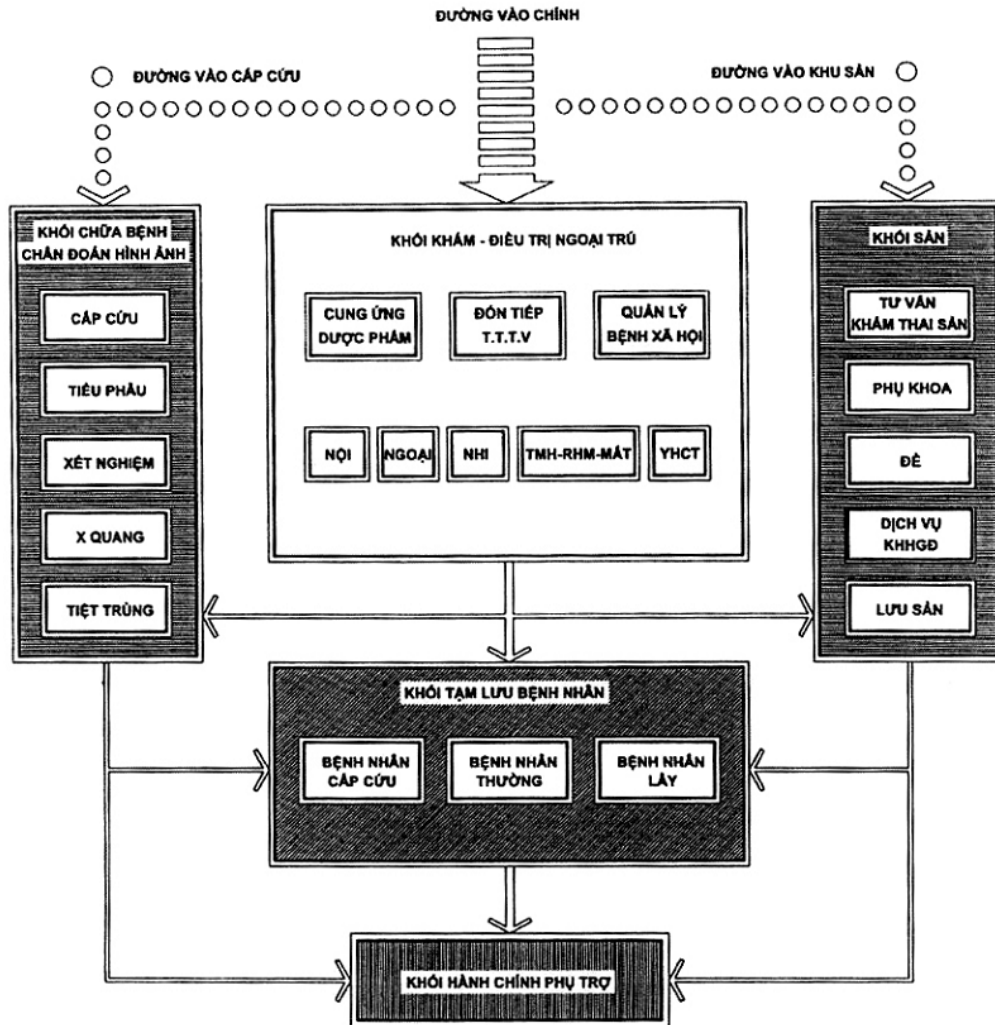 ĐƯỜNG VÀO CHÍNH
ĐƯỜNG VÀO CẤP CỨU
ĐƯỜNG VÀO KHU SẢN
KHỐI CHỮA BỆNH
CHẨN ĐOÁN HÌNH ẢNH
CẤP CỨU
TIỂU PHẪU
XÉT NGHIỆM
X QUANG
TIỆT TRÙNG
KHỐI KHÁM - ĐIỀU TRỊ NGOẠI TRÚ
CUNG ỨNG
DƯỢC PHẨM
ĐÓN TIẾP
T.T.T.V
QUẢN LÝ
BỆNH XÃ HỘI
NỘI
NGOẠI
NHI
TMH-RHM-MẮT
YHCT
KHỐI SẢN
TƯ VẤN
KHÁM THAI SẢN
PHỤ KHOA
ĐẺ
DỊCH VỤ
KHHGĐ
LƯU SẢN
KHỐI TẠM LƯU BỆNH NHÂN
BỆNH NHÂN
CẤP CỨU
BỆNH NHÂN
THƯỜNG
BỆNH NHÂN
LÂY
KHỐI HÀNH CHÍNH PHỤ TRỢ